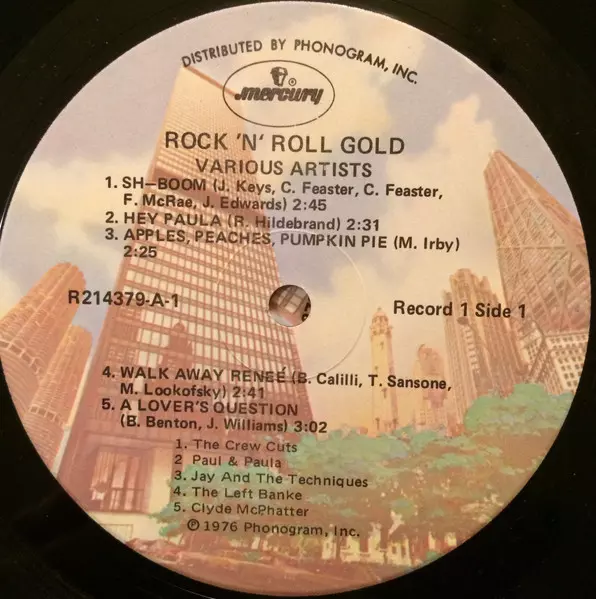 DISTRIBUTED BY PHONOGRAM, INC.
mercury
®
ROCK 'N' ROLL GOLD
VARIOUS ARTISTS
1. SH-BOOM (J. Keys, C. Feaster, C. Feaster,
F. McRae, J. Edwards) 2:45
2. HEY PAULA (R. Hildebrand) 2:31
3. APPLES, PEACHES, PUMPKIN PIE (M. Irby)
2:25
R214379-A-1
Record 1 Side 1
4. WALK AWAY RENEÉ (B. Calilli, T. Sansone,
M. Lookofsky) 2:41
5. A LOVER'S QUESTION
(B. Benton, J. Williams) 3:02
1. The Crew Cuts
2 Paul & Paula
3. Jay And The Techniques
4. The Left Banke
5. Clyde McPhatter
℗ 1976 Phonogram, Inc.